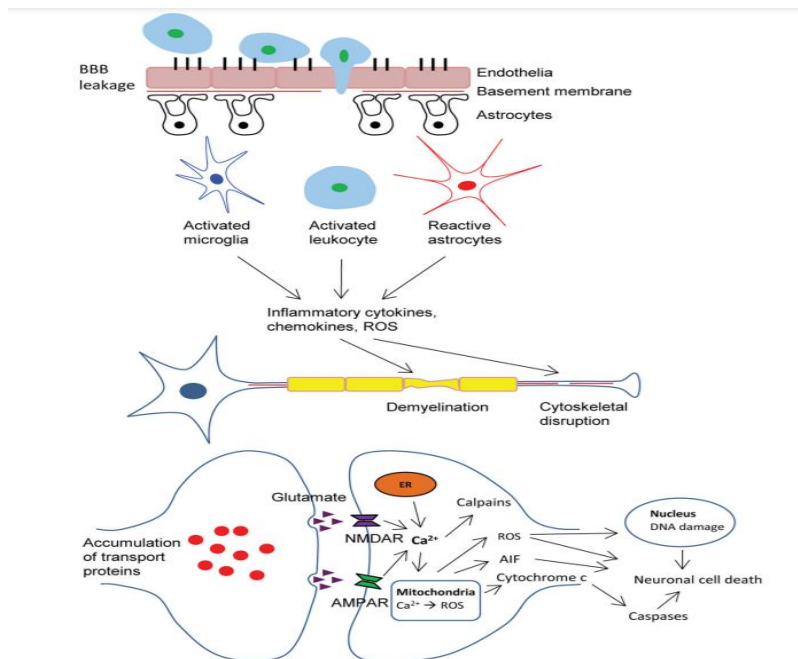 BBB
leakage
Endothelia
Basement membrane
Astrocytes
Activated
microglia
Activated
leukocyte
Reactive
astrocytes
Inflammatory cytokines,
chemokines, ROS
Demyelination
Cytoskeletal
disruption
Accumulation
of transport
proteins
Glutamate
NMDAR
AMPAR
ER
Ca²⁺
Mitochondria
Ca²⁺ → ROS
Calpains
ROS
AIF
Cytochrome c
Nucleus
DNA damage
Neuronal cell death
Caspases